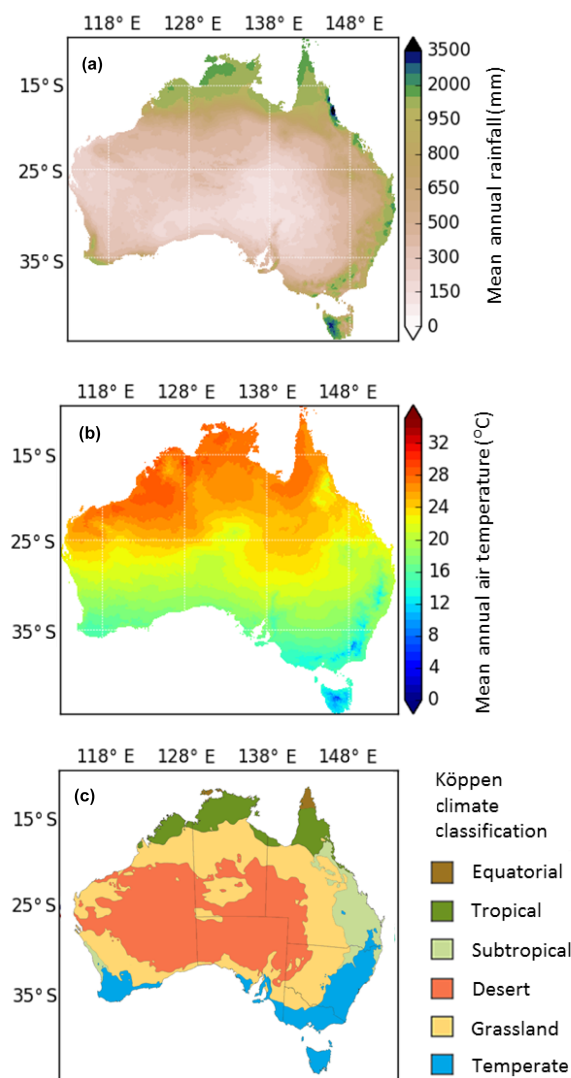 118° E 128° E 138° E 148° E
(a)
15° S
25° S
35° S
3500
2000
950
800
650
450
300
150
0
Mean annual rainfall (mm)
118° E 128° E 138° E 148° E
(b)
15° S
25° S
35° S
32
28
24
20
16
12
8
4
0
Mean annual air temperature (°C)
118° E 128° E 138° E 148° E
(c)
15° S
25° S
35° S
Köppen
climate
classification
Equatorial
Tropical
Subtropical
Desert
Grassland
Temperate